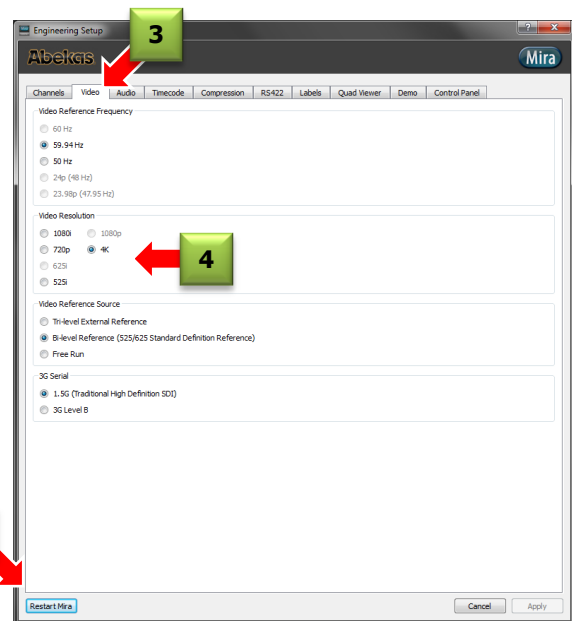 Engineering Setup
3
Abekas
Mira
Channels Video Audio Timecode Compression RS422 Labels Quad Viewer Demo Control Panel
Video Reference Frequency
60 Hz
59.94 Hz
50 Hz
24p (48 Hz)
23.98p (47.95 Hz)
Video Resolution
1080i 1080p
720p 4K
4
625i
525i
Video Reference Source
Tri-level External Reference
Bi-level Reference (525/625 Standard Definition Reference)
Free Run
3G Serial
1.5G (Traditional High Definition SDI)
3G Level B
Restart Mira Cancel Apply